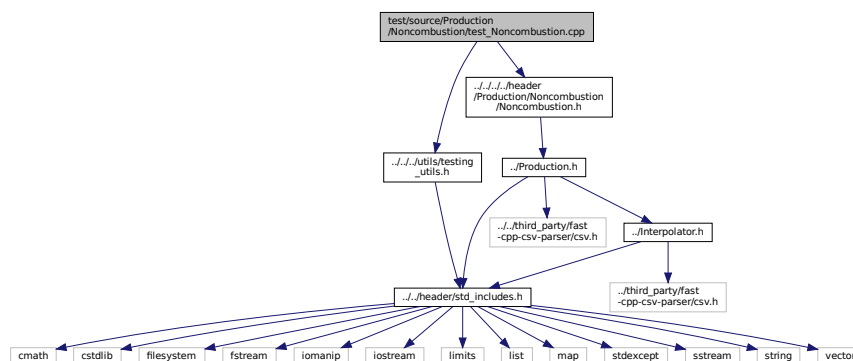 test/source/Production
/Noncombustion/test_Noncombustion.cpp
../../../../header
/Production/Noncombustion
/Noncombustion.h
../../../utils/testing
_utils.h
../Production.h
../../third_party/fast
-cpp-csv-parser/csv.h
../Interpolator.h
../third_party/fast
-cpp-csv-parser/csv.h
../../header/std_includes.h
cmath
cstdlib
filesystem
fstream
iomanip
iostream
limits
list
map
stdexcept
sstream
string
vector